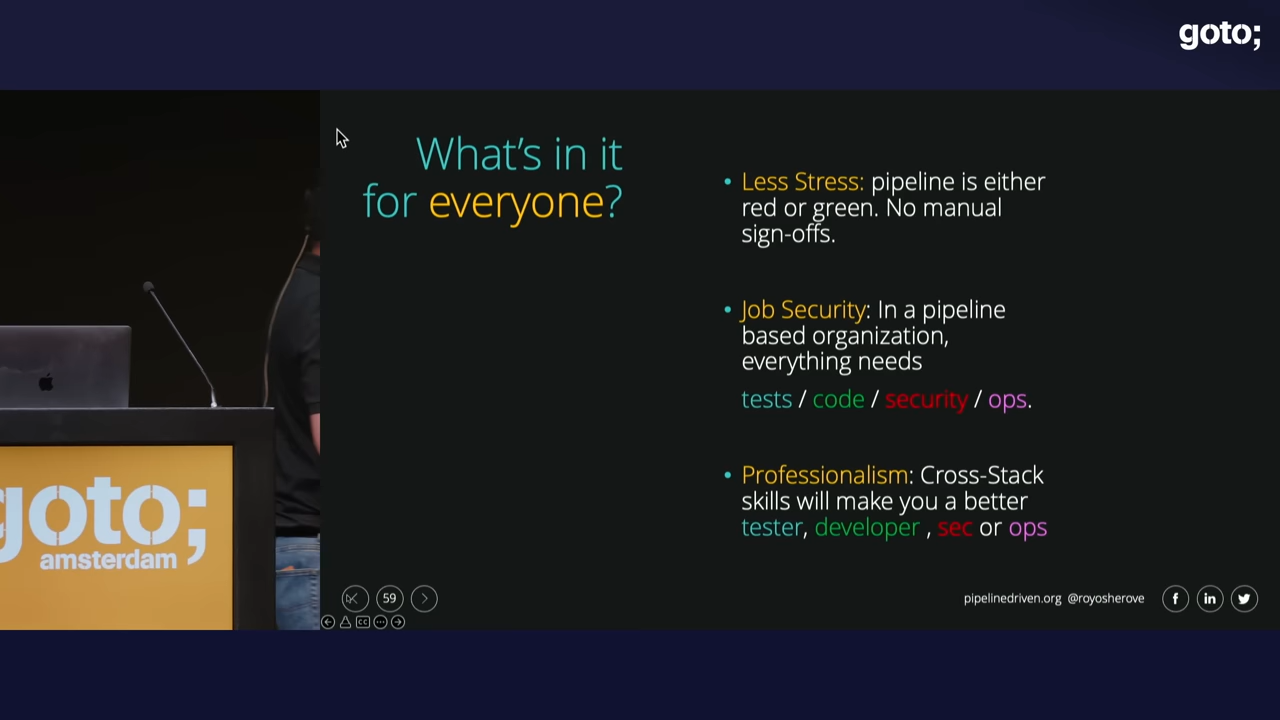 goto;
What's in it
for everyone?
• Less Stress: pipeline is either
red or green. No manual
sign-offs.
• Job Security: In a pipeline
based organization,
everything needs
tests / code / security / ops.
• Professionalism: Cross-Stack
skills will make you a better
tester, developer , sec or ops
goto;
amsterdam
59
CC
pipelinedriven.org @royosherove
f in